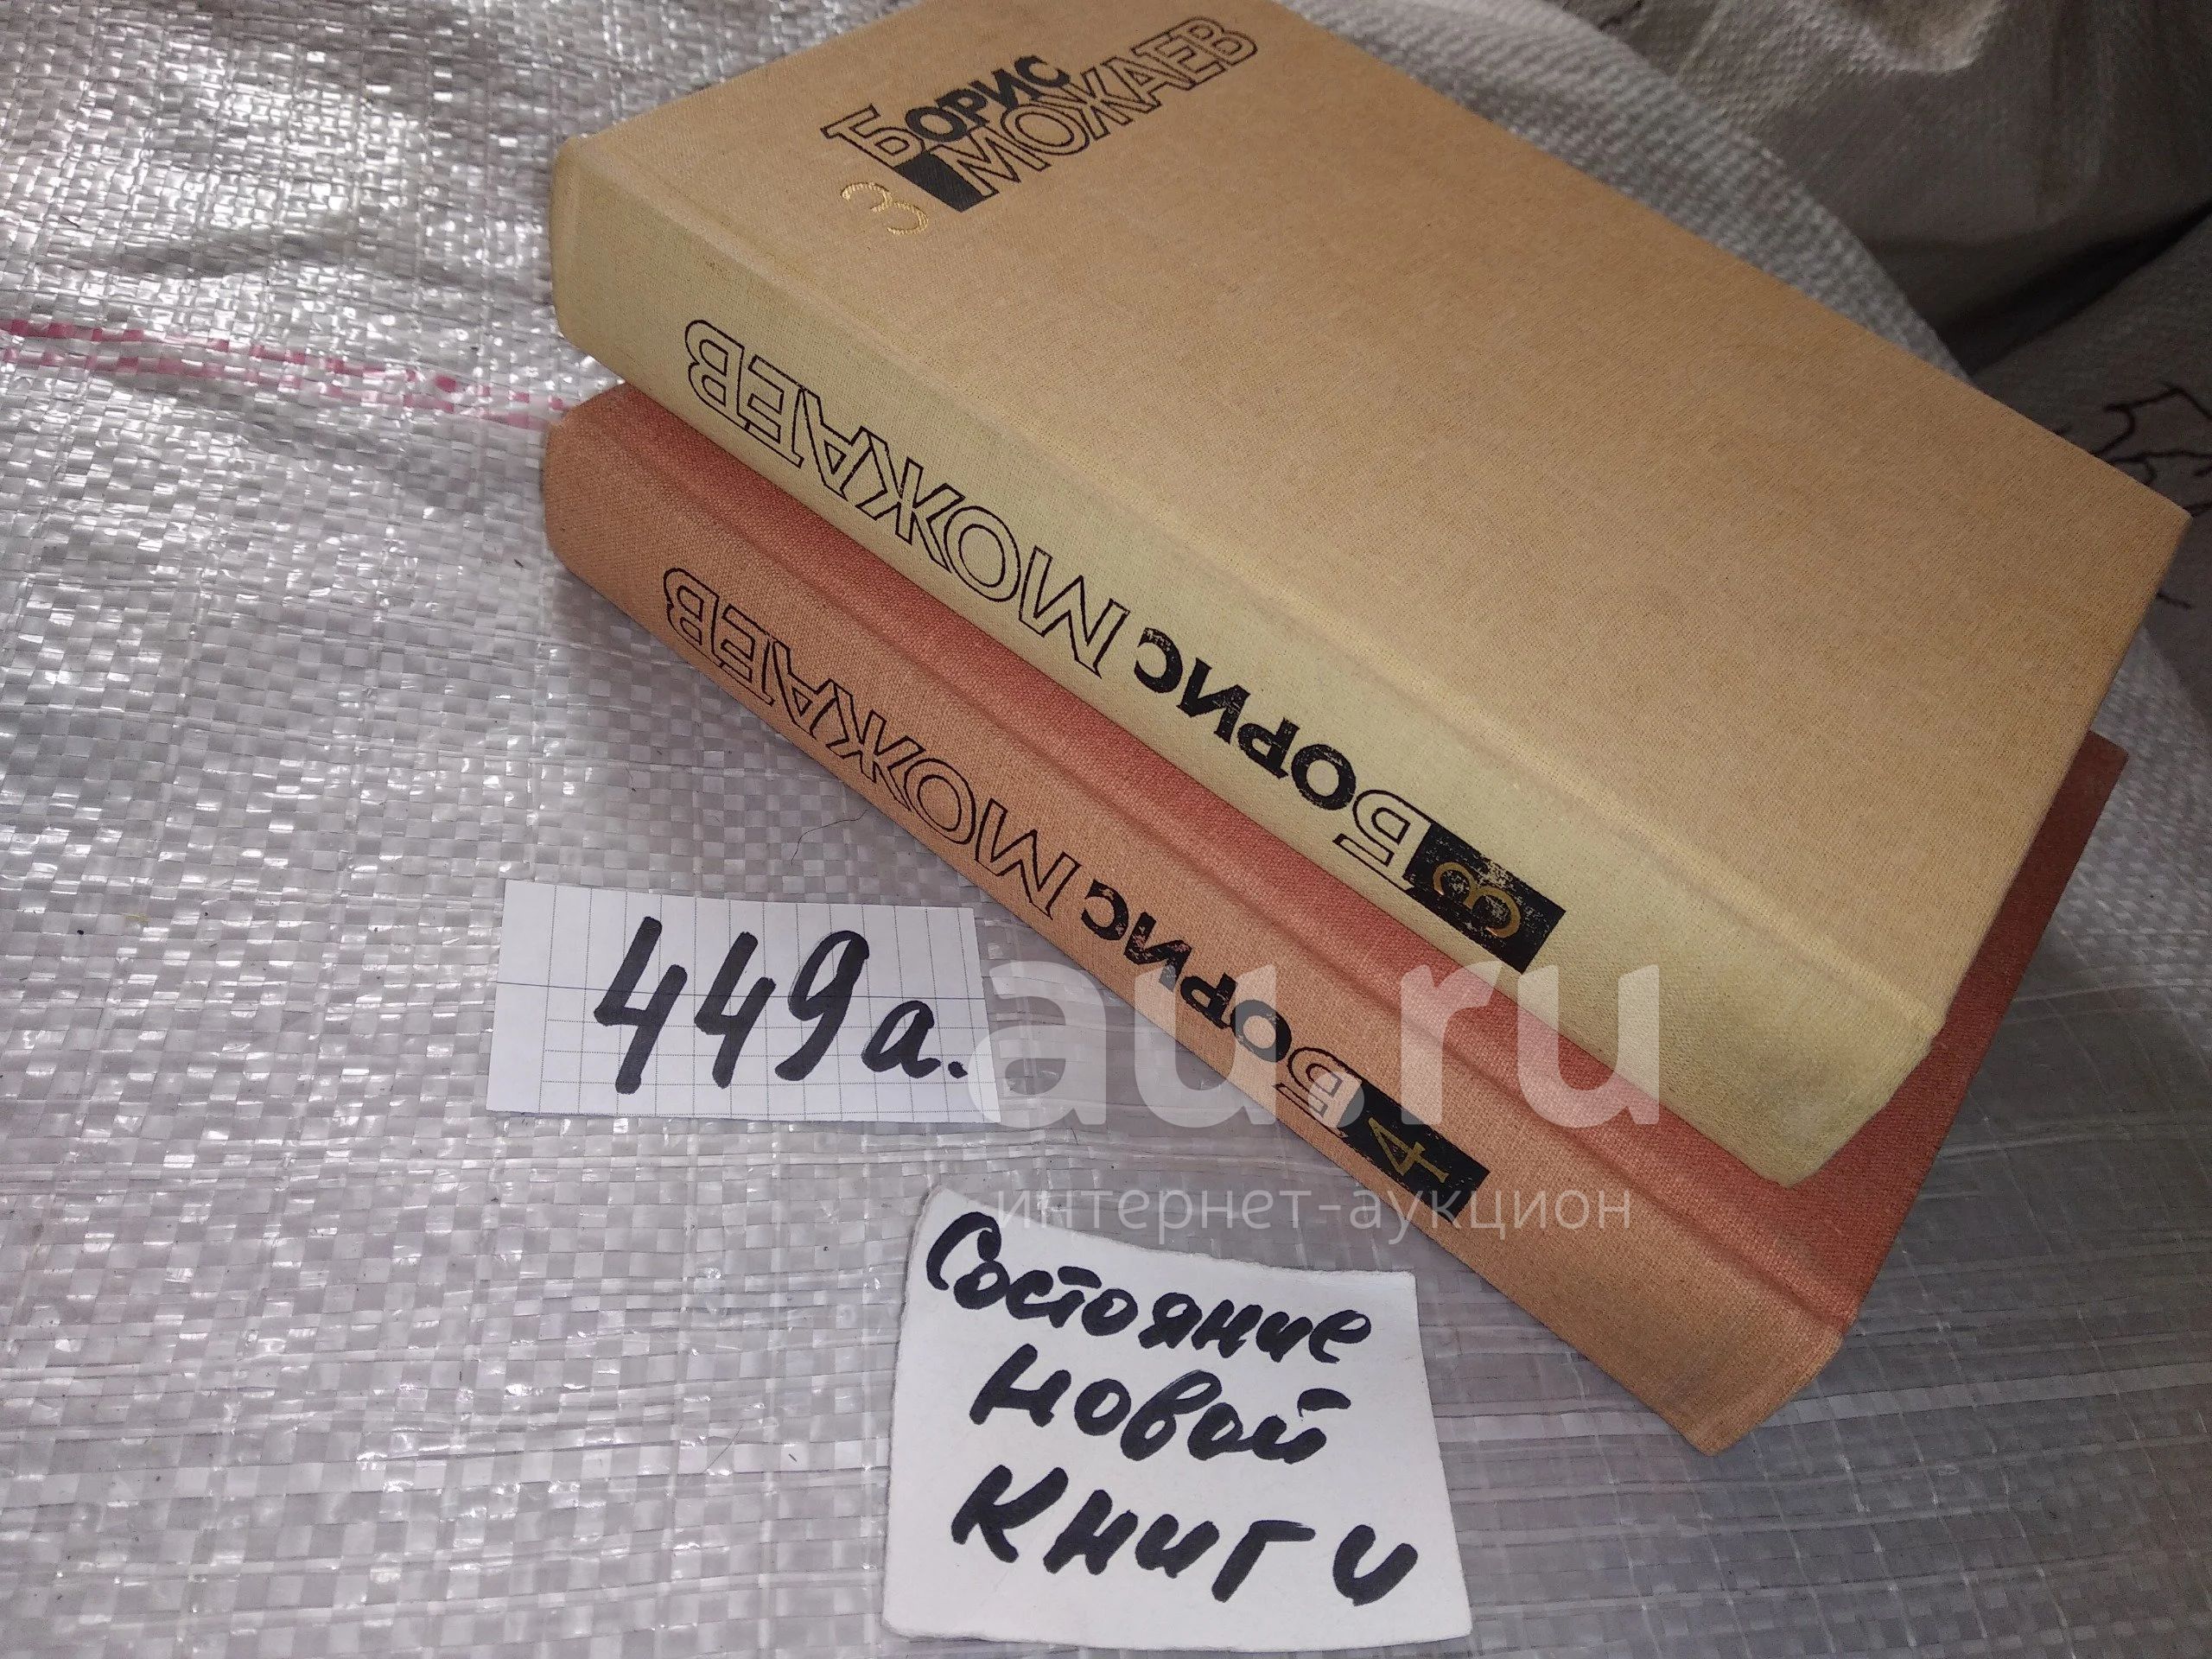 Борис
МОЖАЕВ
3
3 Борис МОЖАЕВ
4 Борис МОЖАЕВ
449а.
au.ru
интернет-аукцион
Состояние
новой
книги